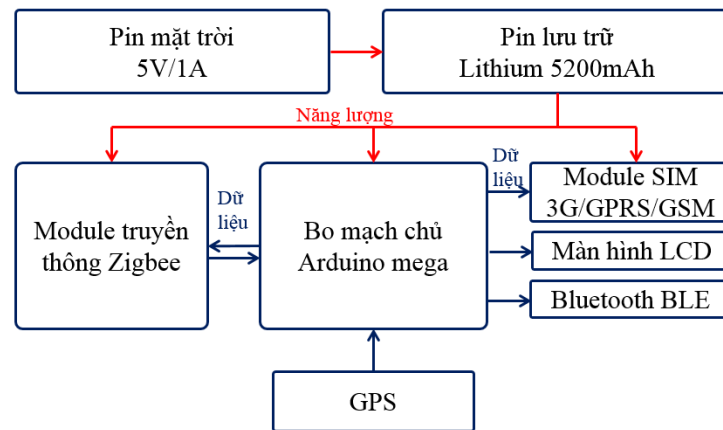 Pin mặt trời
5V/1A
Pin lưu trữ
Lithium 5200mAh
Năng lượng
Module truyền
thông Zigbee
Dữ
liệu
Bo mạch chủ
Arduino mega
Dữ
liệu
Module SIM
3G/GPRS/GSM
Màn hình LCD
Bluetooth BLE
GPS